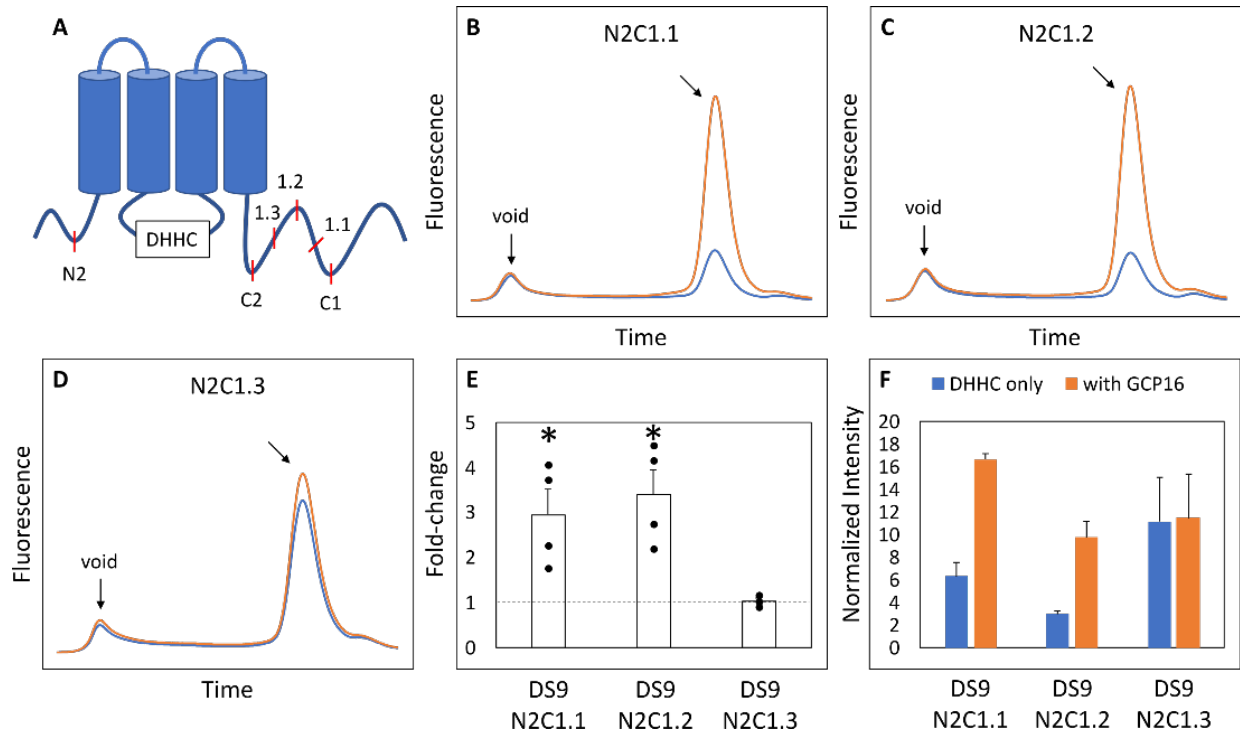 A
1.2
1.3
1.1
DHHC
N2
C2
C1
B
N2C1.1
void
Fluorescence
Time
C
N2C1.2
void
Fluorescence
Time
D
N2C1.3
void
Fluorescence
Time
E
5
*
*
4
3
2
1
0
Fold-change
DS9
N2C1.1
DS9
N2C1.2
DS9
N2C1.3
F
DHHC only
with GCP16
20
18
16
14
12
10
8
6
4
2
0
Normalized Intensity
DS9
N2C1.1
DS9
N2C1.2
DS9
N2C1.3